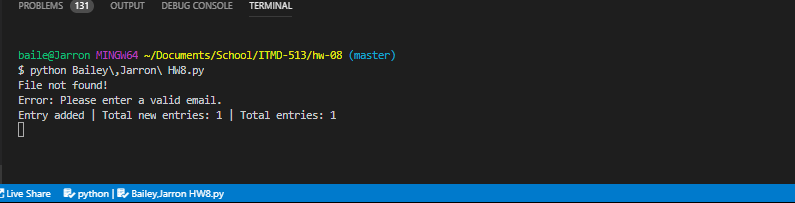 PROBLEMS 131 OUTPUT DEBUG CONSOLE TERMINAL
baile@Jarron MINGW64 ~/Documents/School/ITMD-513/hw-08 (master)
$ python Bailey\,Jarron\ HW8.py
File not found!
Error: Please enter a valid email.
Entry added | Total new entries: 1 | Total entries: 1
Live Share python | Bailey,Jarron HW8.py